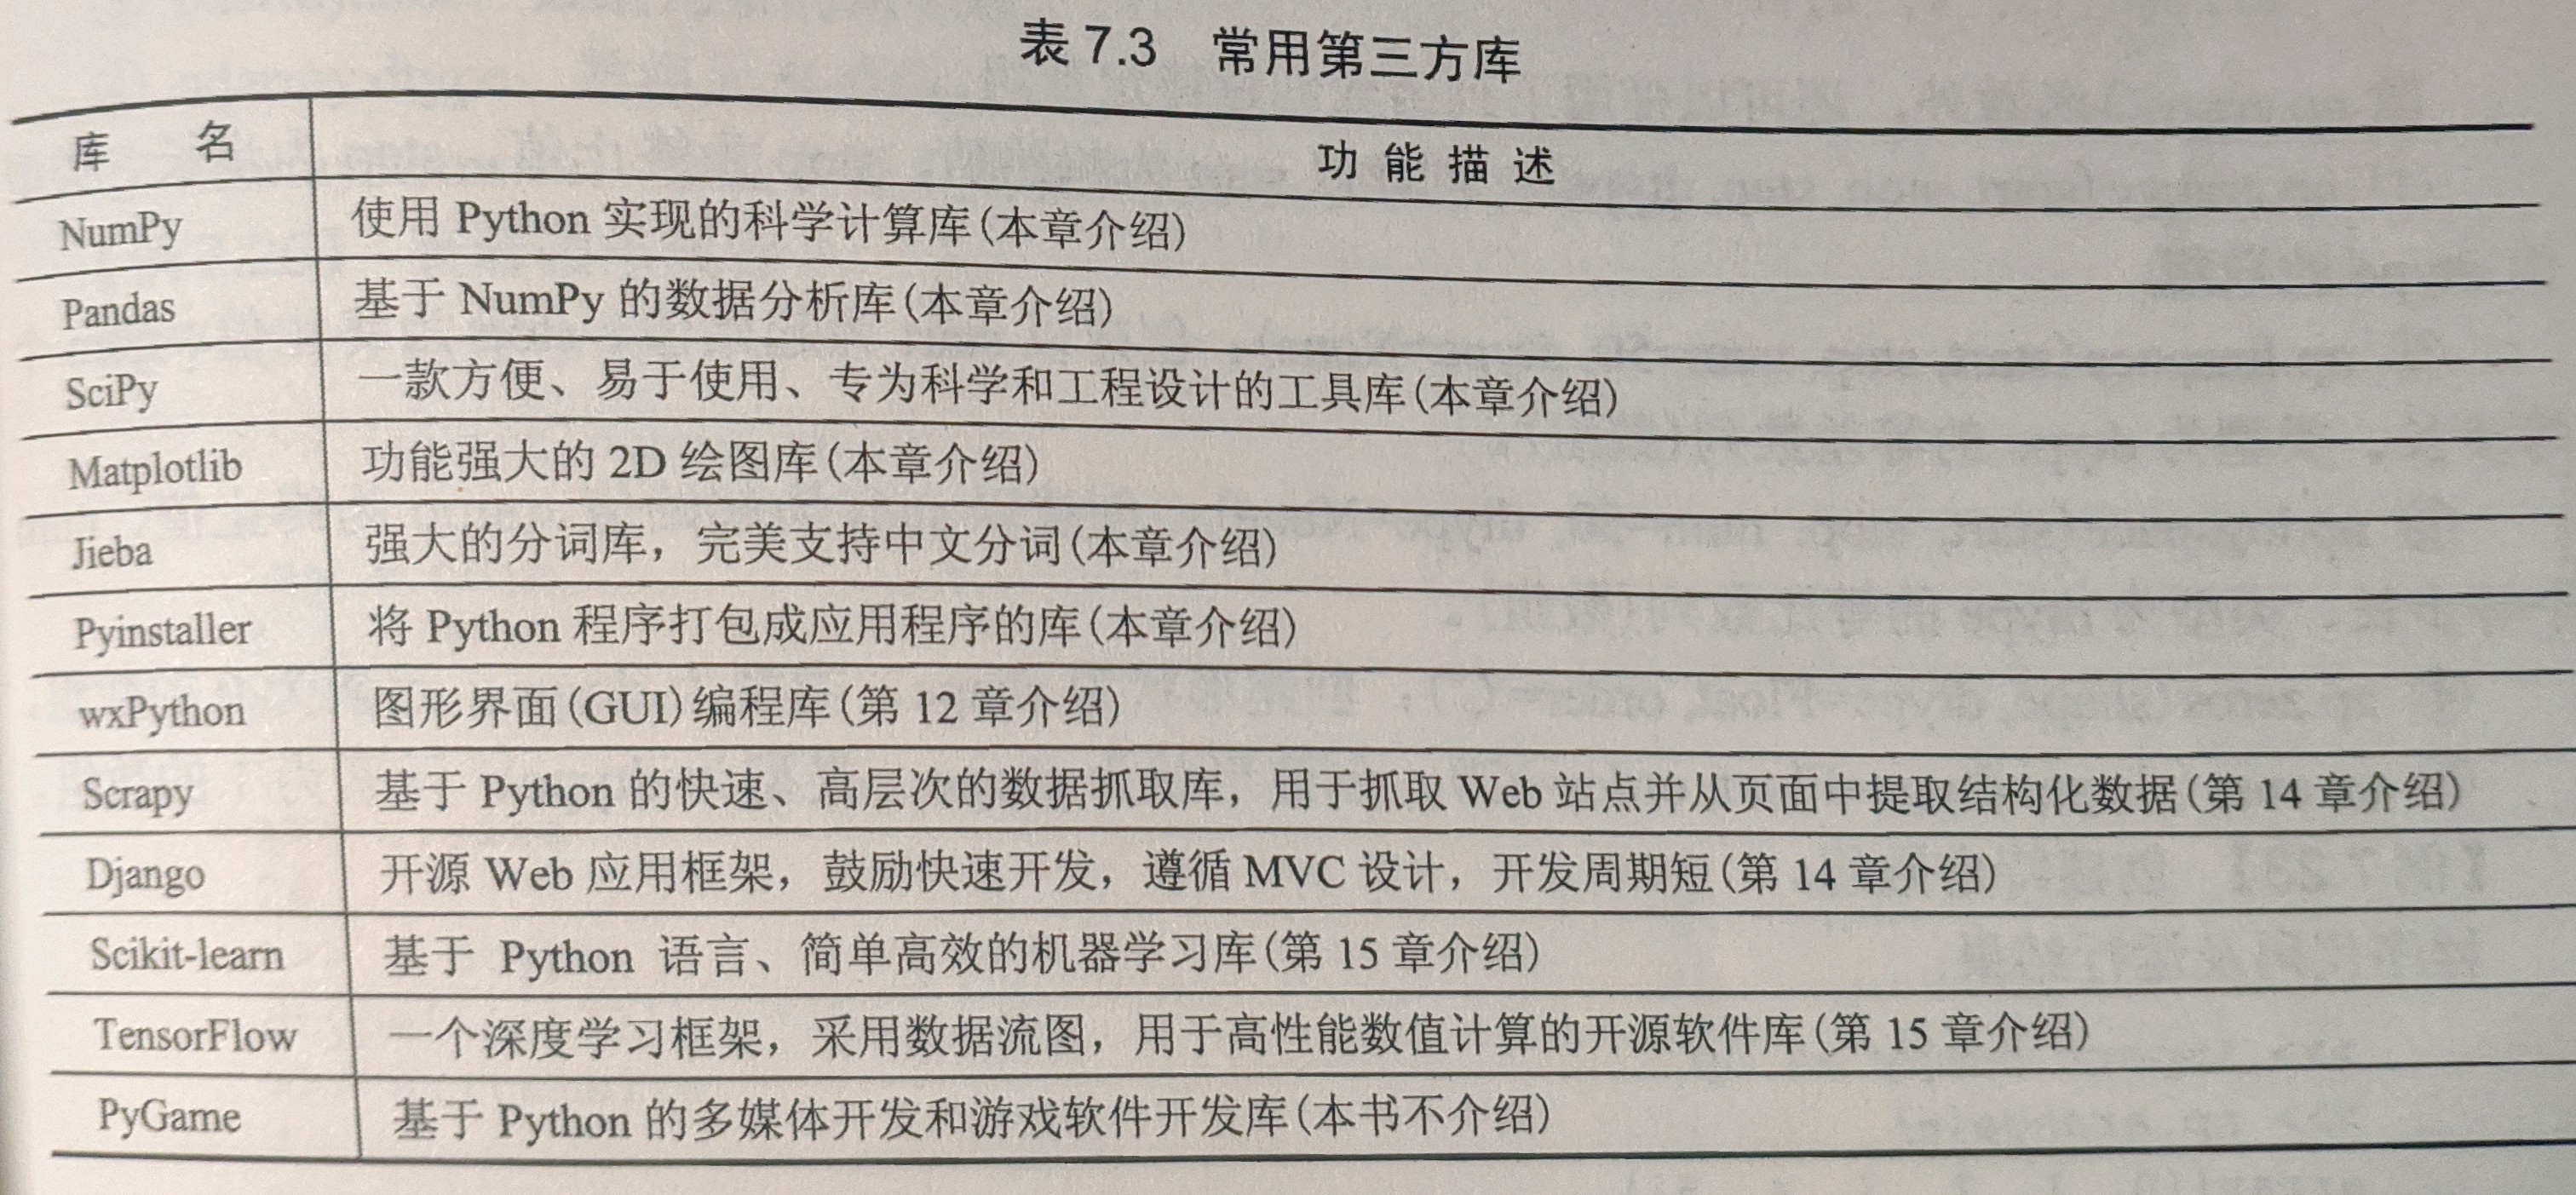 表 7.3 常用第三方库
库 名 功 能 描 述
NumPy 使用 Python 实现的科学计算库(本章介绍)
Pandas 基于 NumPy 的数据分析库(本章介绍)
SciPy 一款方便、易于使用、专为科学和工程设计的工具库(本章介绍)
Matplotlib 功能强大的 2D 绘图库(本章介绍)
Jieba 强大的分词库，完美支持中文分词(本章介绍)
Pyinstaller 将 Python 程序打包成应用程序的库(本章介绍)
wxPython 图形界面(GUI)编程库(第 12 章介绍)
Scrapy 基于 Python 的快速、高层次的数据抓取库，用于抓取 Web 站点并从页面中提取结构化数据(第 14 章介绍)
Django 开源 Web 应用框架，鼓励快速开发，遵循 MVC 设计，开发周期短(第 14 章介绍)
Scikit-learn 基于 Python 语言、简单高效的机器学习库(第 15 章介绍)
TensorFlow 一个深度学习框架，采用数据流图，用于高性能数值计算的开源软件库(第 15 章介绍)
PyGame 基于 Python 的多媒体开发和游戏软件开发库(本书不介绍)